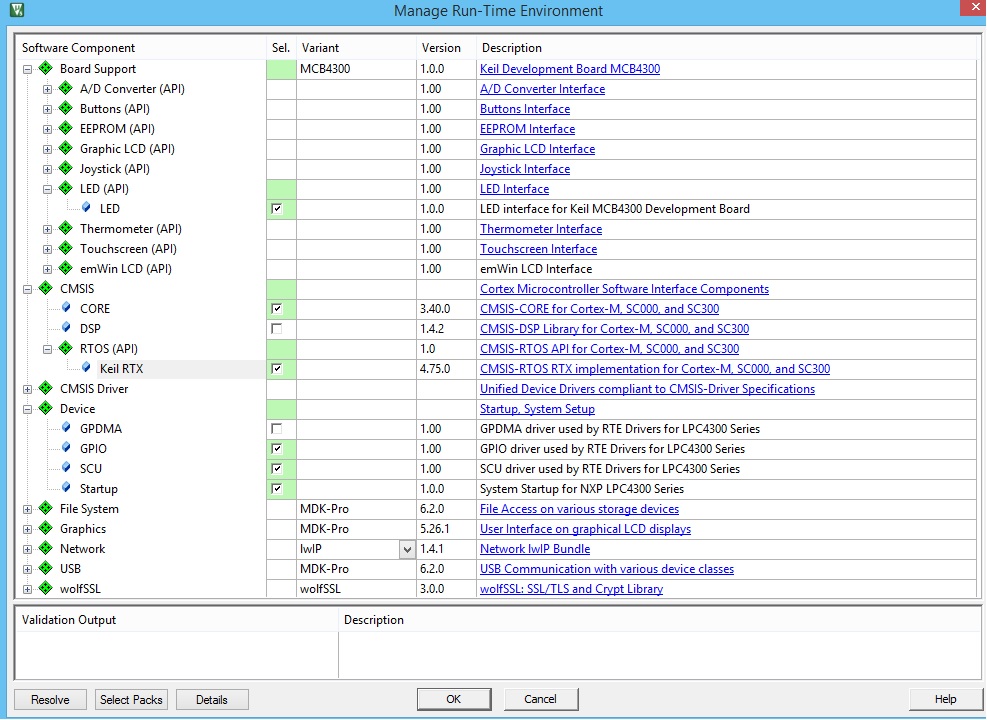 Manage Run-Time Environment
Software Component Sel. Variant Version Description
Board Support MCB4300 1.0.0 Keil Development Board MCB4300
A/D Converter (API) 1.00 A/D Converter Interface
Buttons (API) 1.00 Buttons Interface
EEPROM (API) 1.00 EEPROM Interface
Graphic LCD (API) 1.00 Graphic LCD Interface
Joystick (API) 1.00 Joystick Interface
LED (API) 1.00 LED Interface
LED 1.0.0 LED interface for Keil MCB4300 Development Board
Thermometer (API) 1.00 Thermometer Interface
Touchscreen (API) 1.00 Touchscreen Interface
emWin LCD (API) 1.00 emWin LCD Interface
CMSIS Cortex Microcontroller Software Interface Components
CORE 3.40.0 CMSIS-CORE for Cortex-M, SC000, and SC300
DSP 1.4.2 CMSIS-DSP Library for Cortex-M, SC000, and SC300
RTOS (API) 1.0 CMSIS-RTOS API for Cortex-M, SC000, and SC300
Keil RTX 4.75.0 CMSIS-RTOS RTX implementation for Cortex-M, SC000, and SC300
CMSIS Driver Unified Device Drivers compliant to CMSIS-Driver Specifications
Device Startup, System Setup
GPDMA 1.00 GPDMA driver used by RTE Drivers for LPC4300 Series
GPIO 1.00 GPIO driver used by RTE Drivers for LPC4300 Series
SCU 1.00 SCU driver used by RTE Drivers for LPC4300 Series
Startup 1.0.0 System Startup for NXP LPC4300 Series
File System MDK-Pro 6.2.0 File Access on various storage devices
Graphics MDK-Pro 5.26.1 User Interface on graphical LCD displays
Network lwIP 1.4.1 Network lwIP Bundle
USB MDK-Pro 6.2.0 USB Communication with various device classes
wolfSSL wolfSSL 3.0.0 wolfSSL: SSL/TLS and Crypt Library
Validation Output Description
Resolve Select Packs Details OK Cancel Help